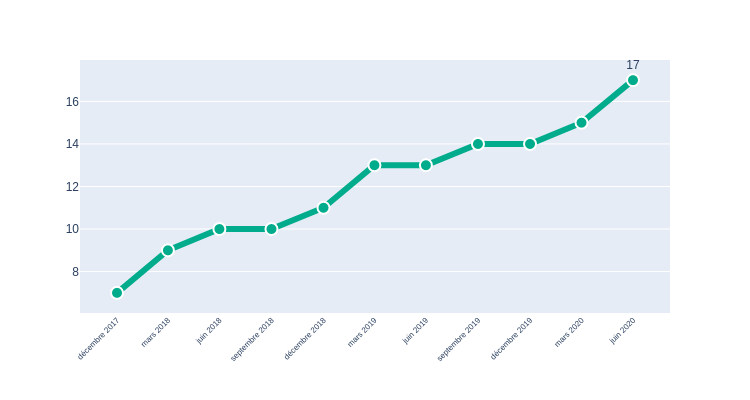 17
16
14
12
10
8
décembre 2017
mars 2018
juin 2018
septembre 2018
décembre 2018
mars 2019
juin 2019
septembre 2019
décembre 2019
mars 2020
juin 2020